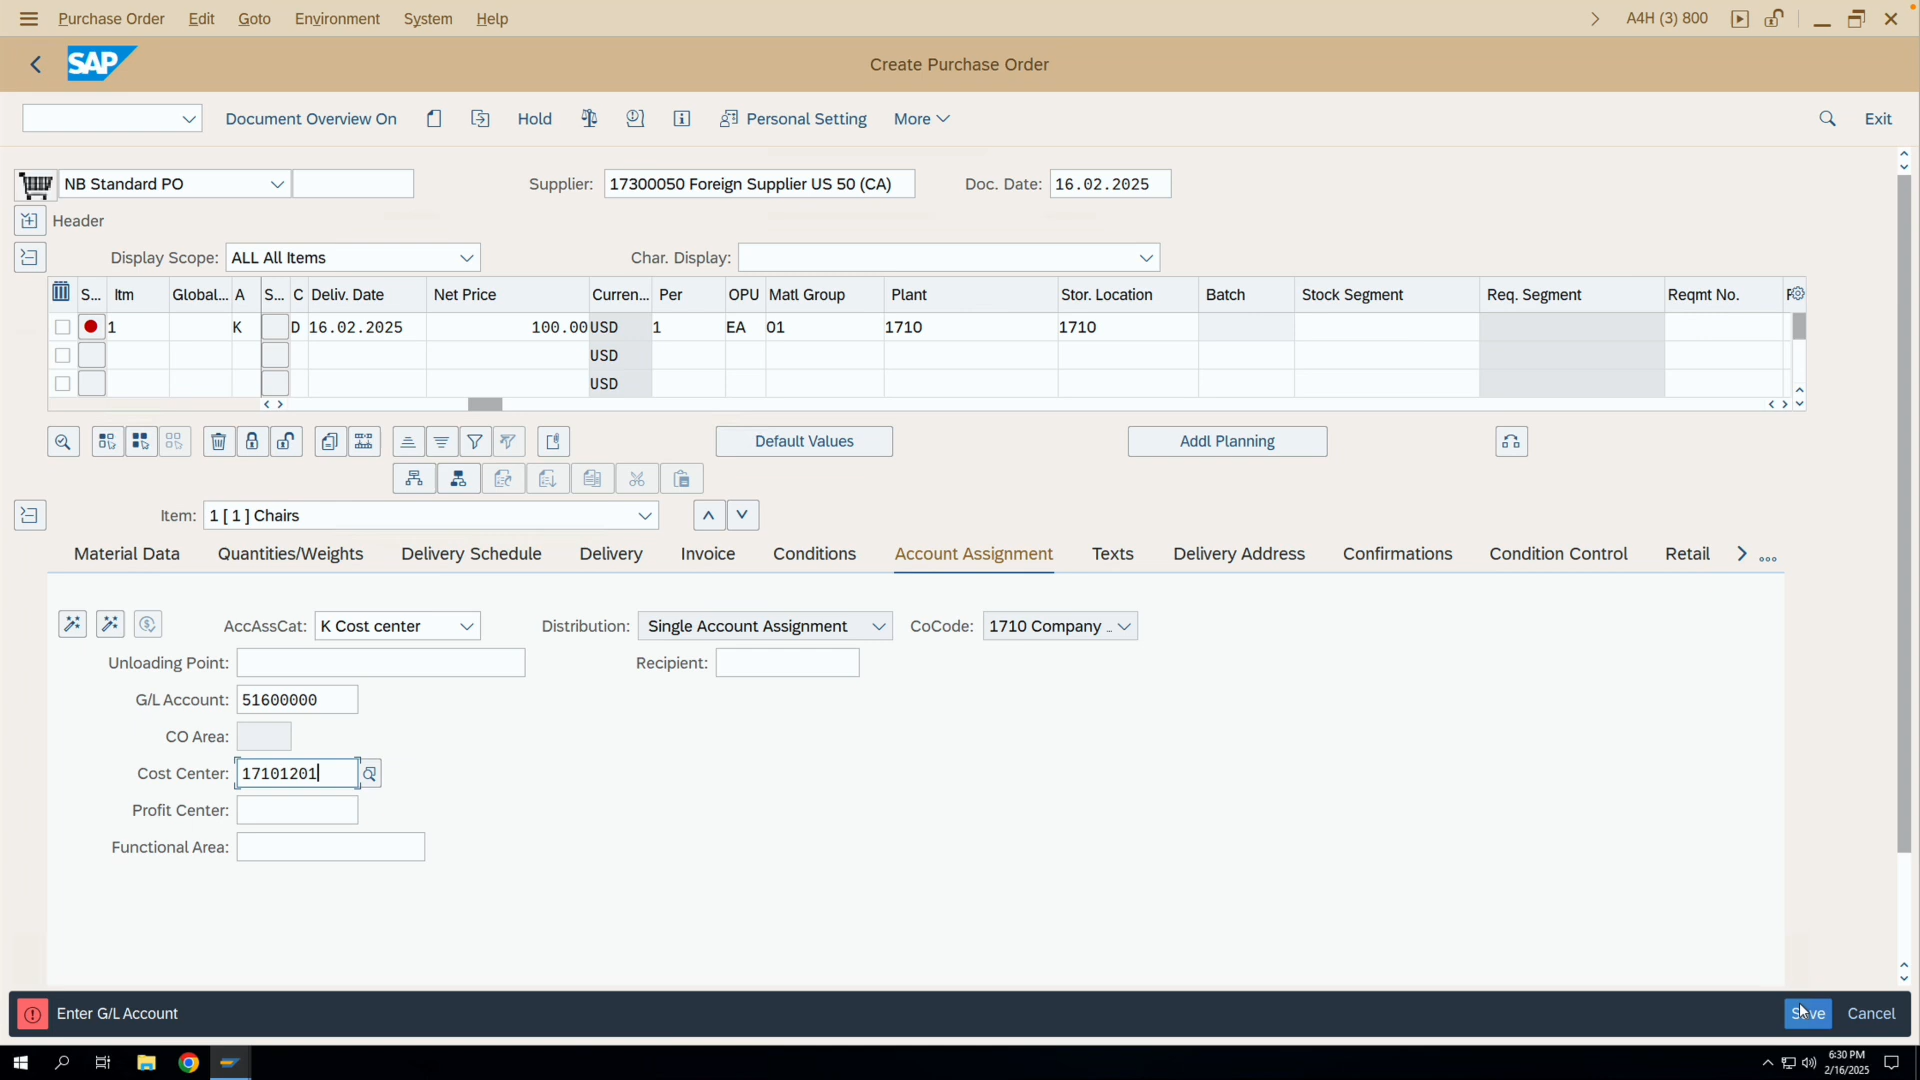 Purchase Order Edit Goto Environment System Help A4H (3) 800
SAP Create Purchase Order
Document Overview On Hold Personal Setting More Exit
NB Standard PO Supplier: 17300050 Foreign Supplier US 50 (CA) Doc. Date: 16.02.2025
Header
Display Scope: ALL All Items Char. Display:
S... Itm Global... A S... C Deliv. Date Net Price Curren... Per OPU Matl Group Plant Stor. Location Batch Stock Segment Req. Segment Reqmt No.
1 K D 16.02.2025 100.00 USD 1 EA 01 1710 1710
USD
USD
Default Values Addl Planning
Item: 1 [ 1 ] Chairs
Material Data Quantities/Weights Delivery Schedule Delivery Invoice Conditions Account Assignment Texts Delivery Address Confirmations Condition Control Retail
AccAssCat: K Cost center Distribution: Single Account Assignment CoCode: 1710 Company ..
Unloading Point: Recipient:
G/L Account: 51600000
CO Area:
Cost Center: 17101201
Profit Center:
Functional Area:
Enter G/L Account Save Cancel
6:30 PM
2/16/2025